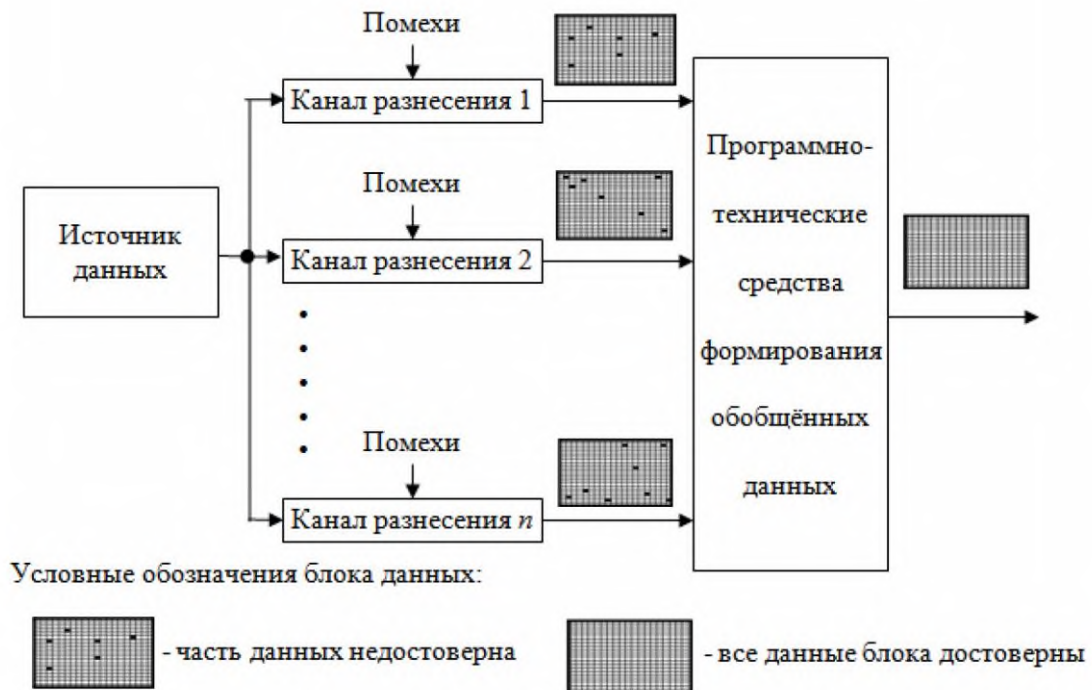 Помехи
Канал разнесения 1
Помехи
Источник
данных
Канал разнесения 2
Помехи
Канал разнесения n
Программно-
технические
средства
формирования
обобщённых
данных
Условные обозначения блока данных:
- часть данных недостоверна
- все данные блока достоверны